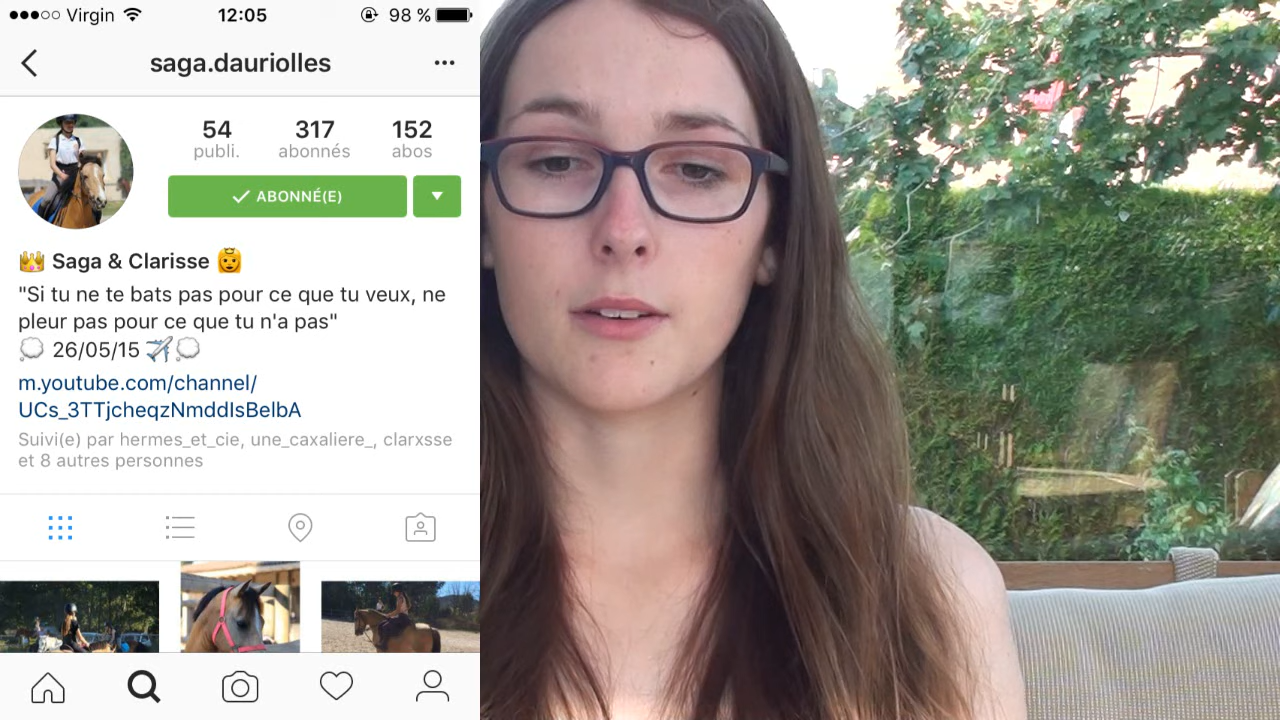 Virgin 12:05 98 %
saga.dauriolles
54 317 152
publi. abonnés abos
ABONNÉ(E)
Saga & Clarisse
"Si tu ne te bats pas pour ce que tu veux, ne
pleur pas pour ce que tu n'a pas"
26/05/15
m.youtube.com/channel/
UCs_3TTjcheqzNmddIsBelbA
Suivi(e) par hermes_et_cie, une_caxaliere_, clarxsse
et 8 autres personnes